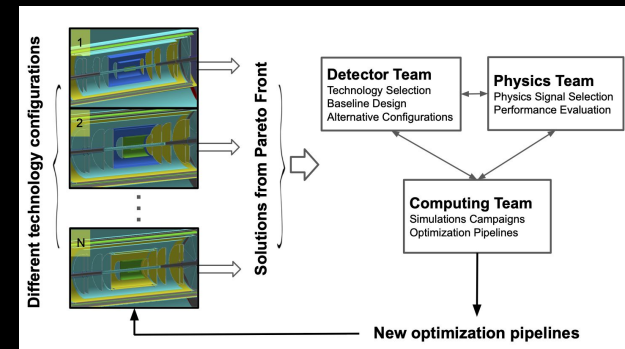 Different technology configurations
1
2
N
Solutions from Pareto Front
Detector Team
Technology Selection
Baseline Design
Alternative Configurations
Physics Team
Physics Signal Selection
Performance Evaluation
Computing Team
Simulations Campaigns
Optimization Pipelines
New optimization pipelines